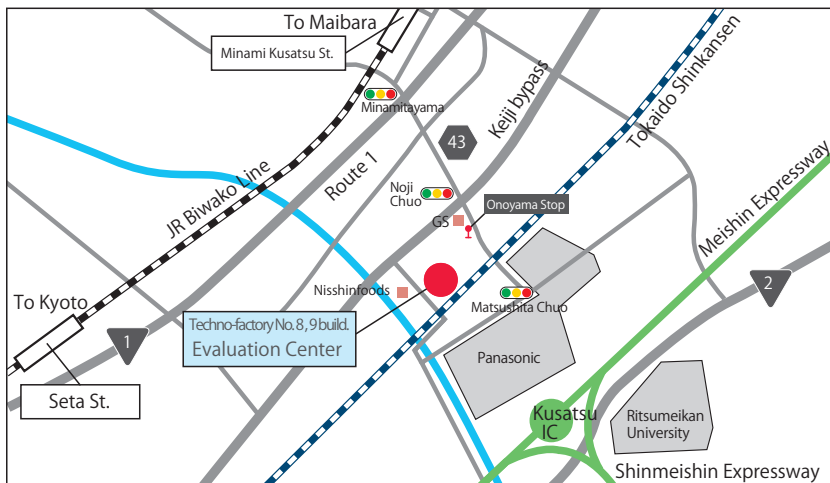 To Maibara
Minami Kusatsu St.
Minamitayama
43
Keiji bypass
Tokaido Shinkansen
JR Biwako Line
Route 1
Noji
Chuo
GS
Onoyama Stop
Meishin Expressway
2
Nisshinfoods
Matsushita Chuo
To Kyoto
1
Techno-factory No. 8, 9 build.
Evaluation Center
Panasonic
Seta St.
Kusatsu
IC
Ritsumeikan
University
Shinmeishin Expressway